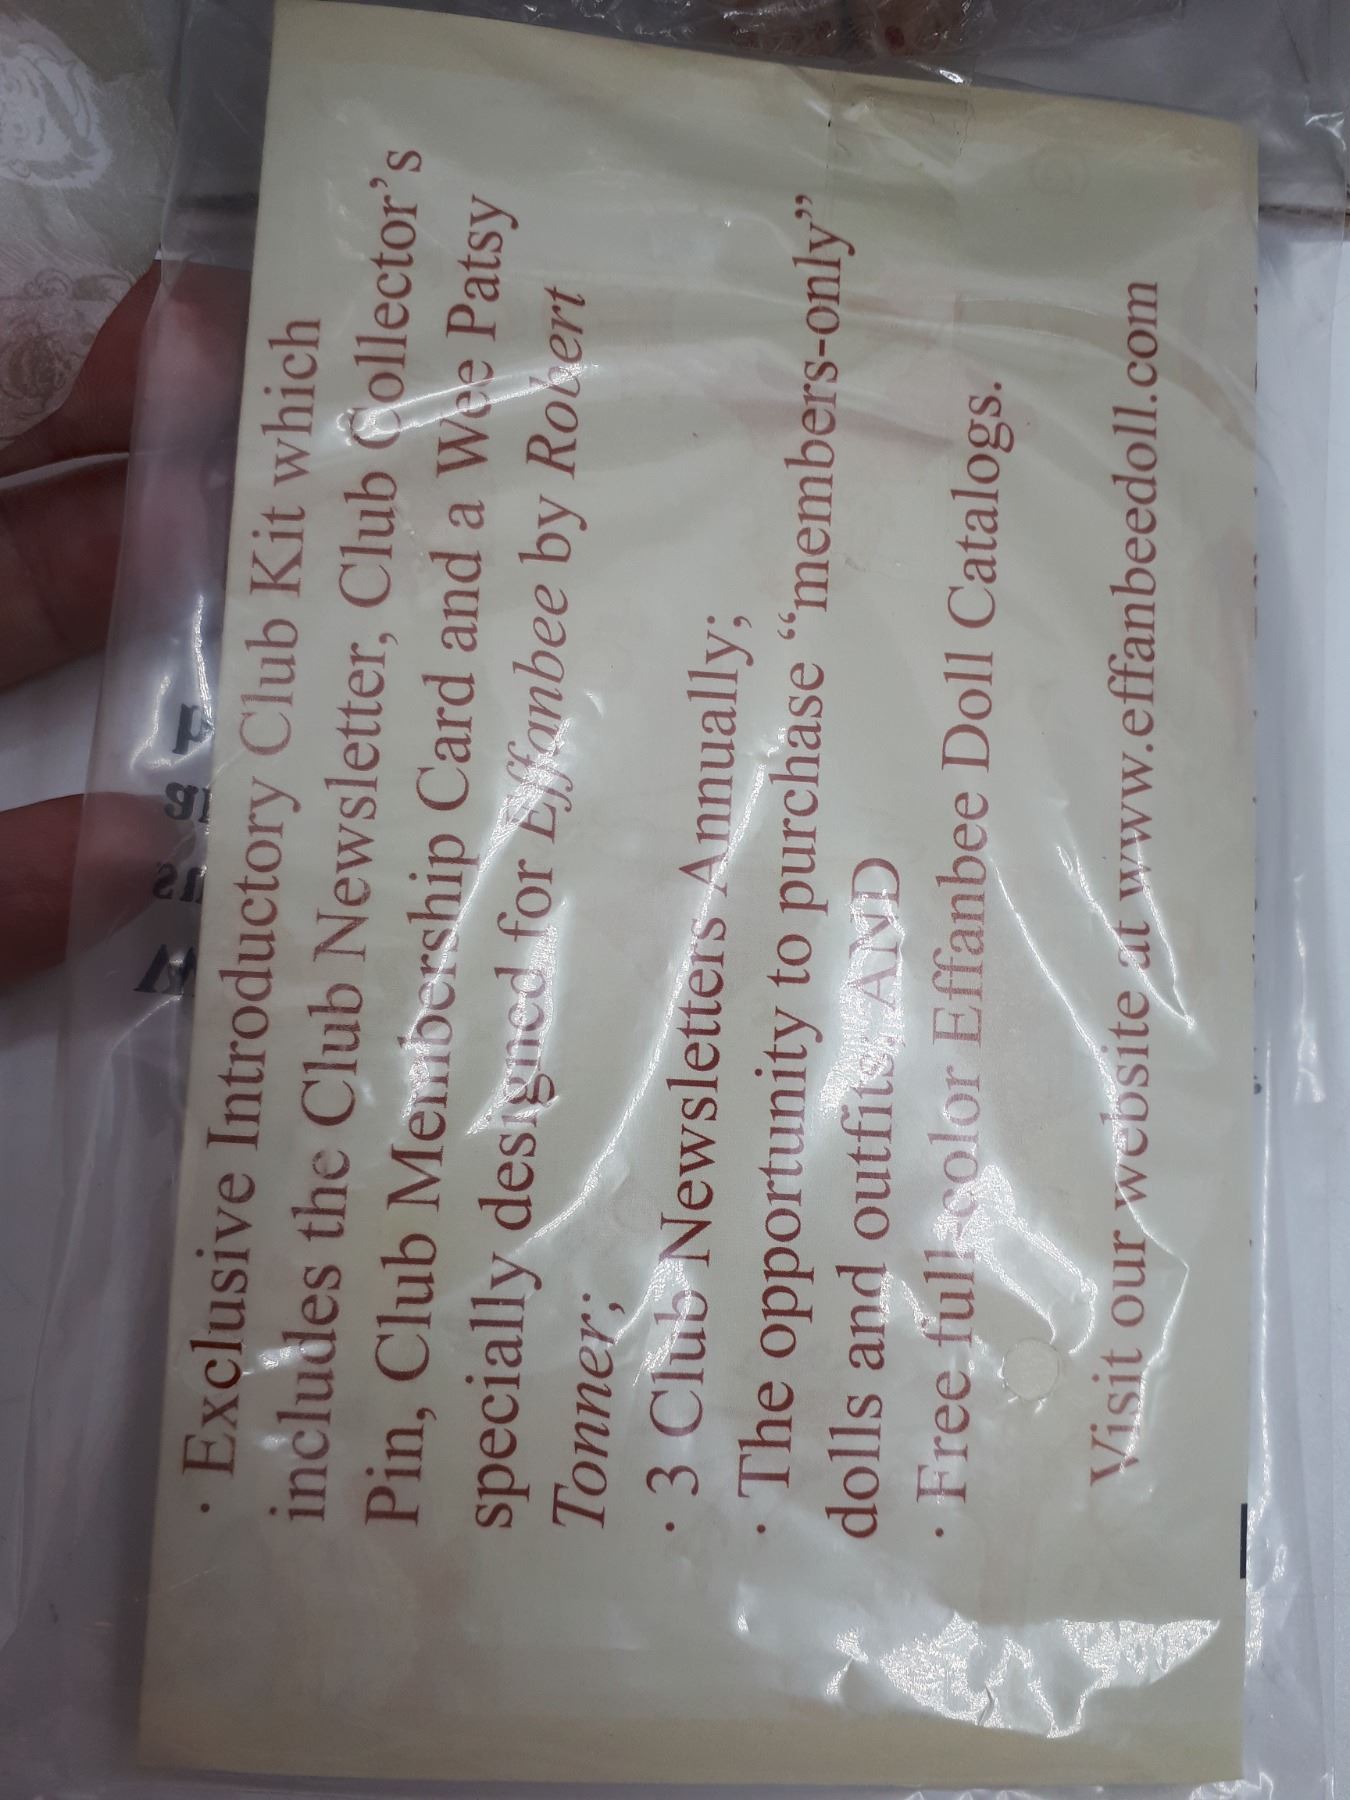 · Exclusive Introductory Club Kit which
includes the Club Newsletter, Club Collector's
Pin, Club Membership Card and a Wee Patsy
specially designed for Effanbee by Robert
Tonner;
· 3 Club Newsletters Annually;
· The opportunity to purchase “members-only”
dolls and outfits; AND
· Free full-color Effanbee Doll Catalogs.
Visit our website at www.effanbeedoll.com